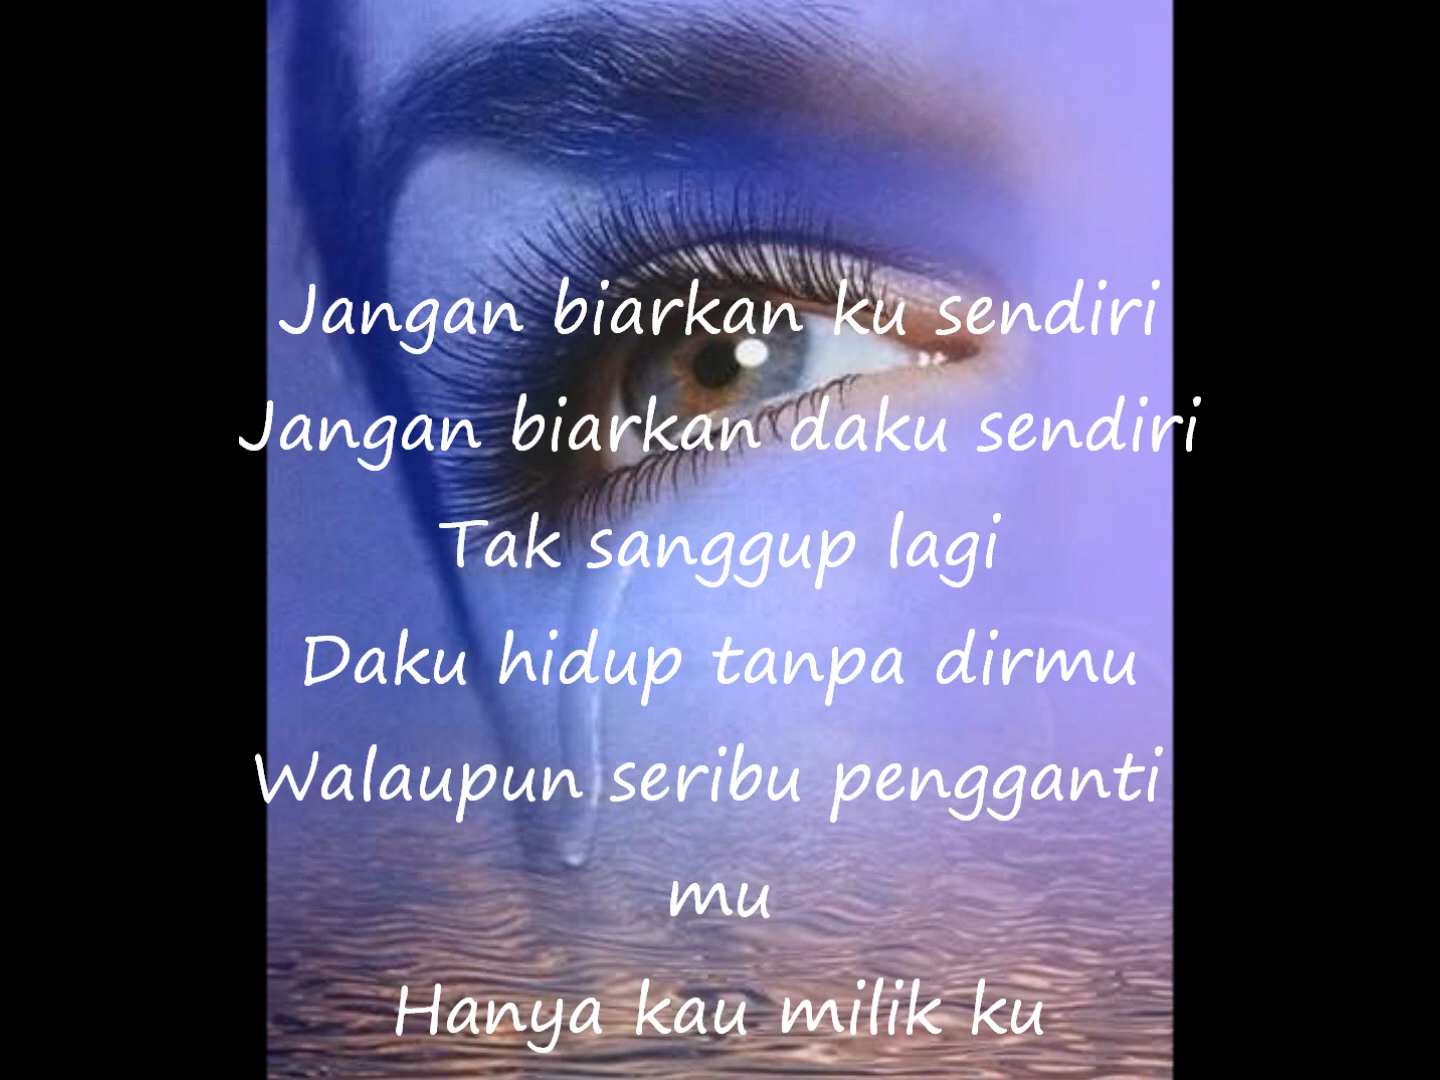 Jangan biarkan ku sendiri
Jangan biarkan daku sendiri
Tak sanggup lagi
Daku hidup tanpa dirmu
Walaupun seribu pengganti
mu
Hanya kau milik ku